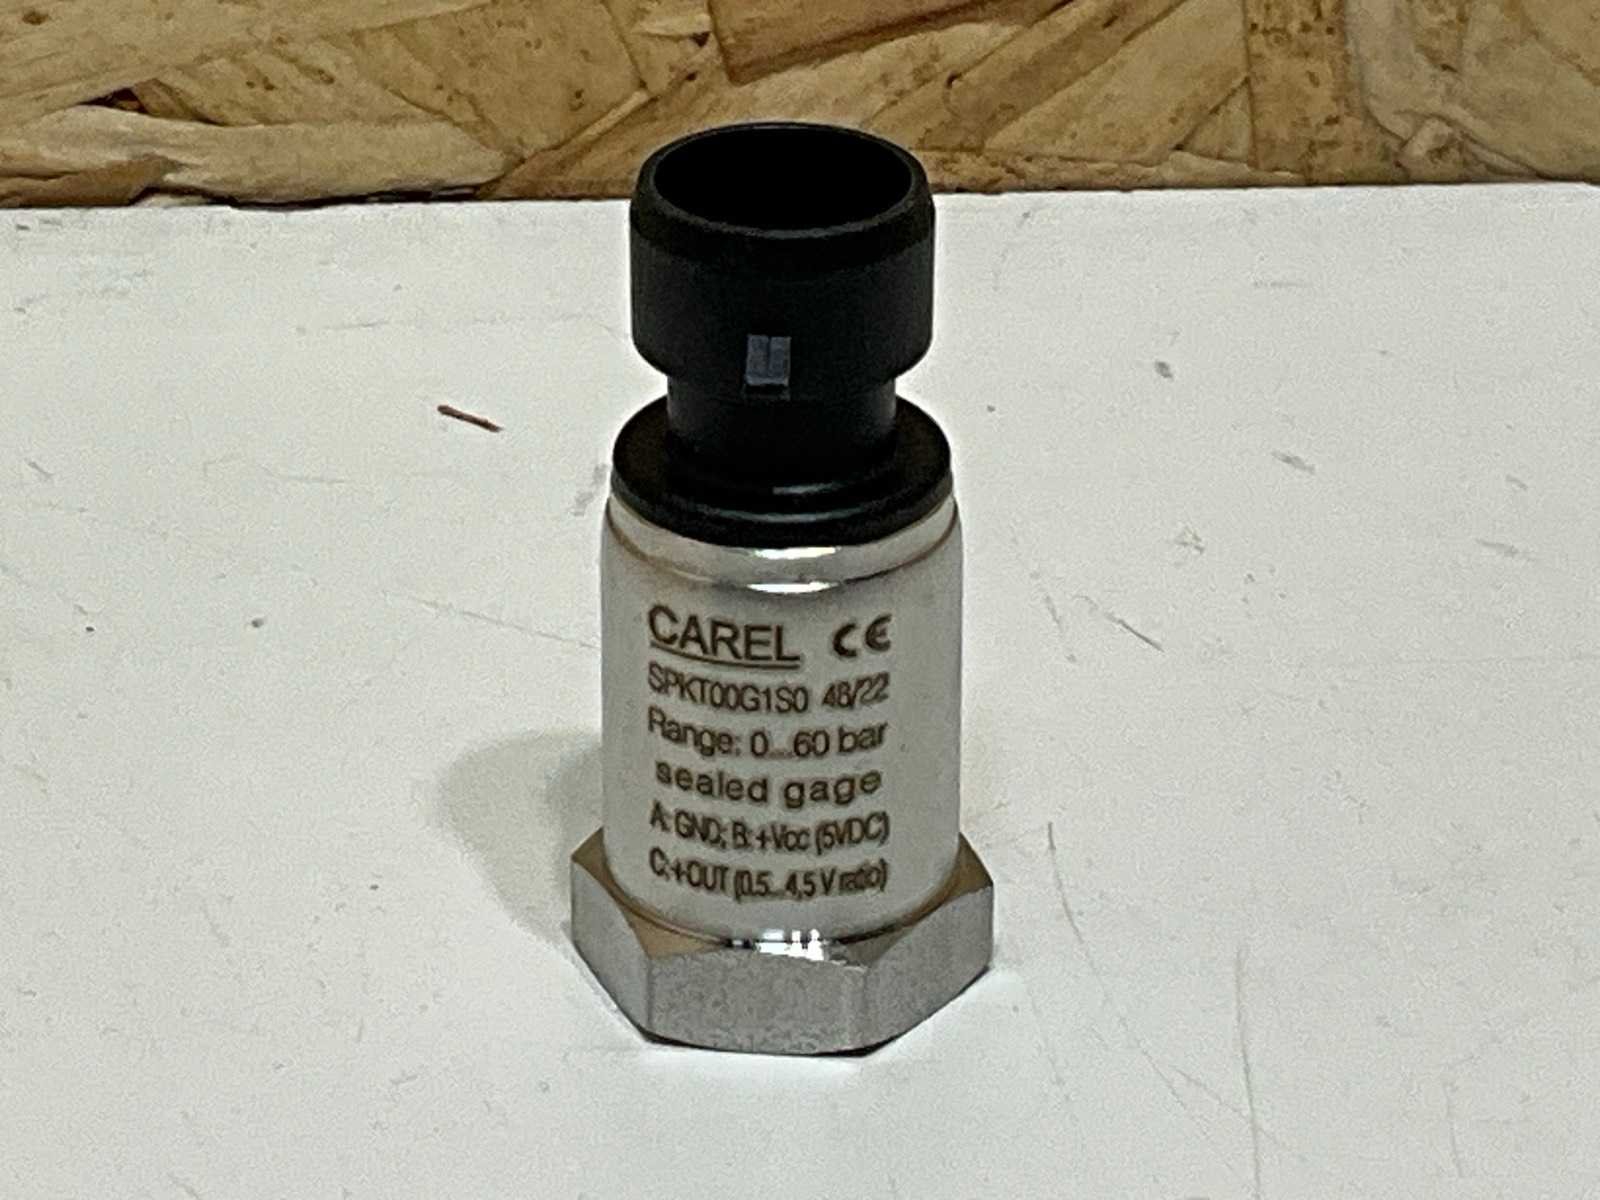 CAREL CE
SPKT00G1S0 48/22
Range: 0...60 bar
sealed gage
A: GND; B: +Vcc (5VDC)
C: +OUT (0.5...4,5 V ratio)